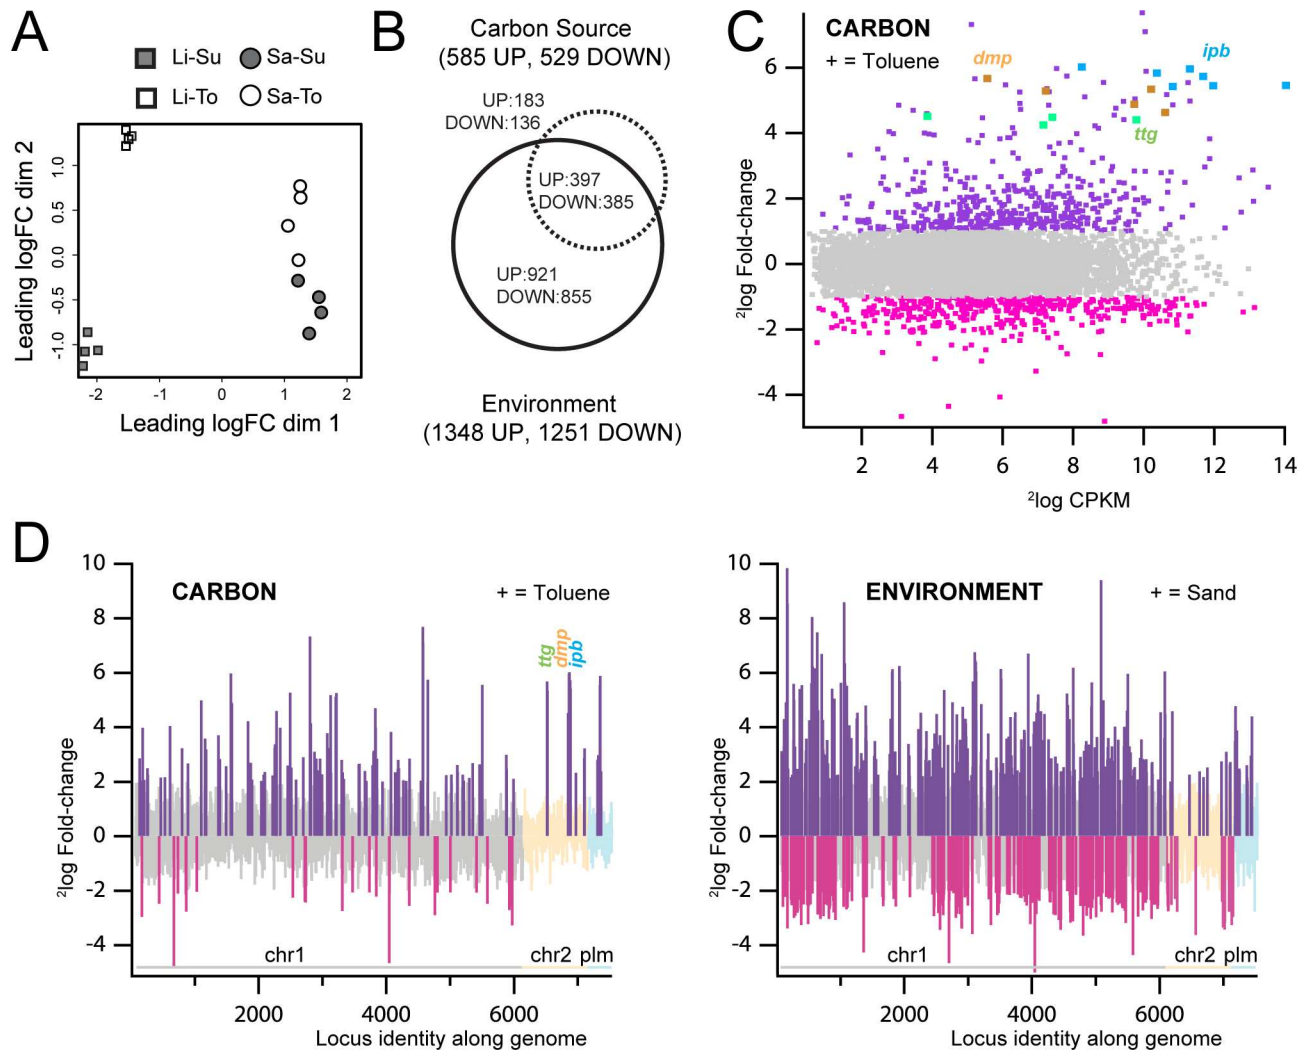 A
Li-Su
Sa-Su
Li-To
Sa-To
1.0
0.5
0.0
-0.5
-1.0
Leading logFC dim 2
-2
-1
0
1
2
Leading logFC dim 1
B
Carbon Source
(585 UP, 529 DOWN)
UP:183
DOWN:136
UP:397
DOWN:385
UP:921
DOWN:855
Environment
(1348 UP, 1251 DOWN)
C
CARBON
+ = Toluene
dmp
ipb
ttg
6
4
2
0
-2
-4
²log Fold-change
2
4
6
8
10
12
14
²log CPKM
D
10
8
6
4
2
0
-2
-4
²log Fold-change
CARBON
+ = Toluene
ttg
dmp
ipb
chr1
chr2
plm
2000
4000
6000
Locus identity along genome
10
8
6
4
2
0
-2
-4
²log Fold-change
ENVIRONMENT
+ = Sand
chr1
chr2
plm
2000
4000
6000
Locus identity along genome